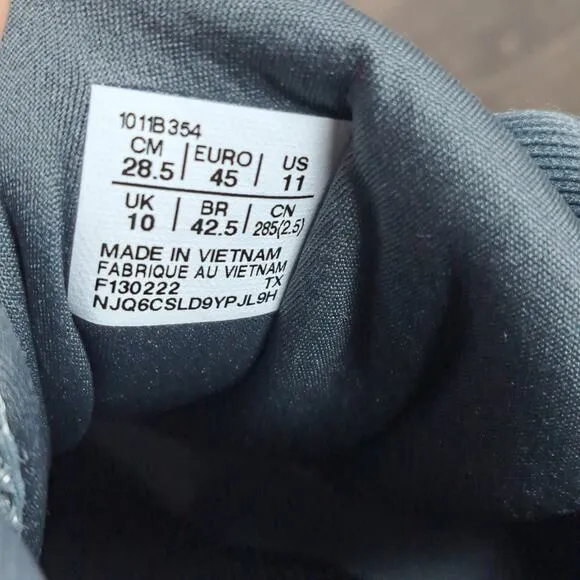 1011B354
CM | EURO | US
28.5 | 45 | 11
UK | BR | CN
10 | 42.5 | 285(2.5)
MADE IN VIETNAM
FABRIQUE AU VIETNAM
F130222 TX
NJQ6CSLD9YPJL9H